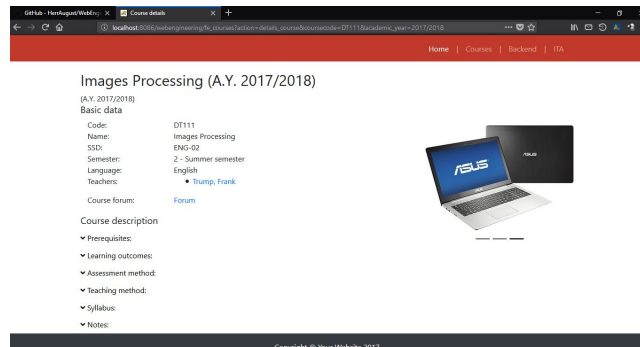 GitHub - HenAugust/WebEng
Course details
localhost:8086/webengineering/fe_courses?action=details_course&coursecode=DT111&academic_year=2017/2018
Home | Courses | Backend | ITA
Images Processing (A.Y. 2017/2018)
(A.Y. 2017/2018)
Basic data
Code: DT111
Name: Images Processing
SSD: ENG-02
Semester: 2 - Summer semester
Language: English
Teachers: • Trump, Frank
Course forum: Forum
ASUS
ASUS
Course description
Prerequisites:
Learning outcomes:
Assessment method:
Teaching method:
Syllabus:
Notes:
Copyright © Your Website 2017